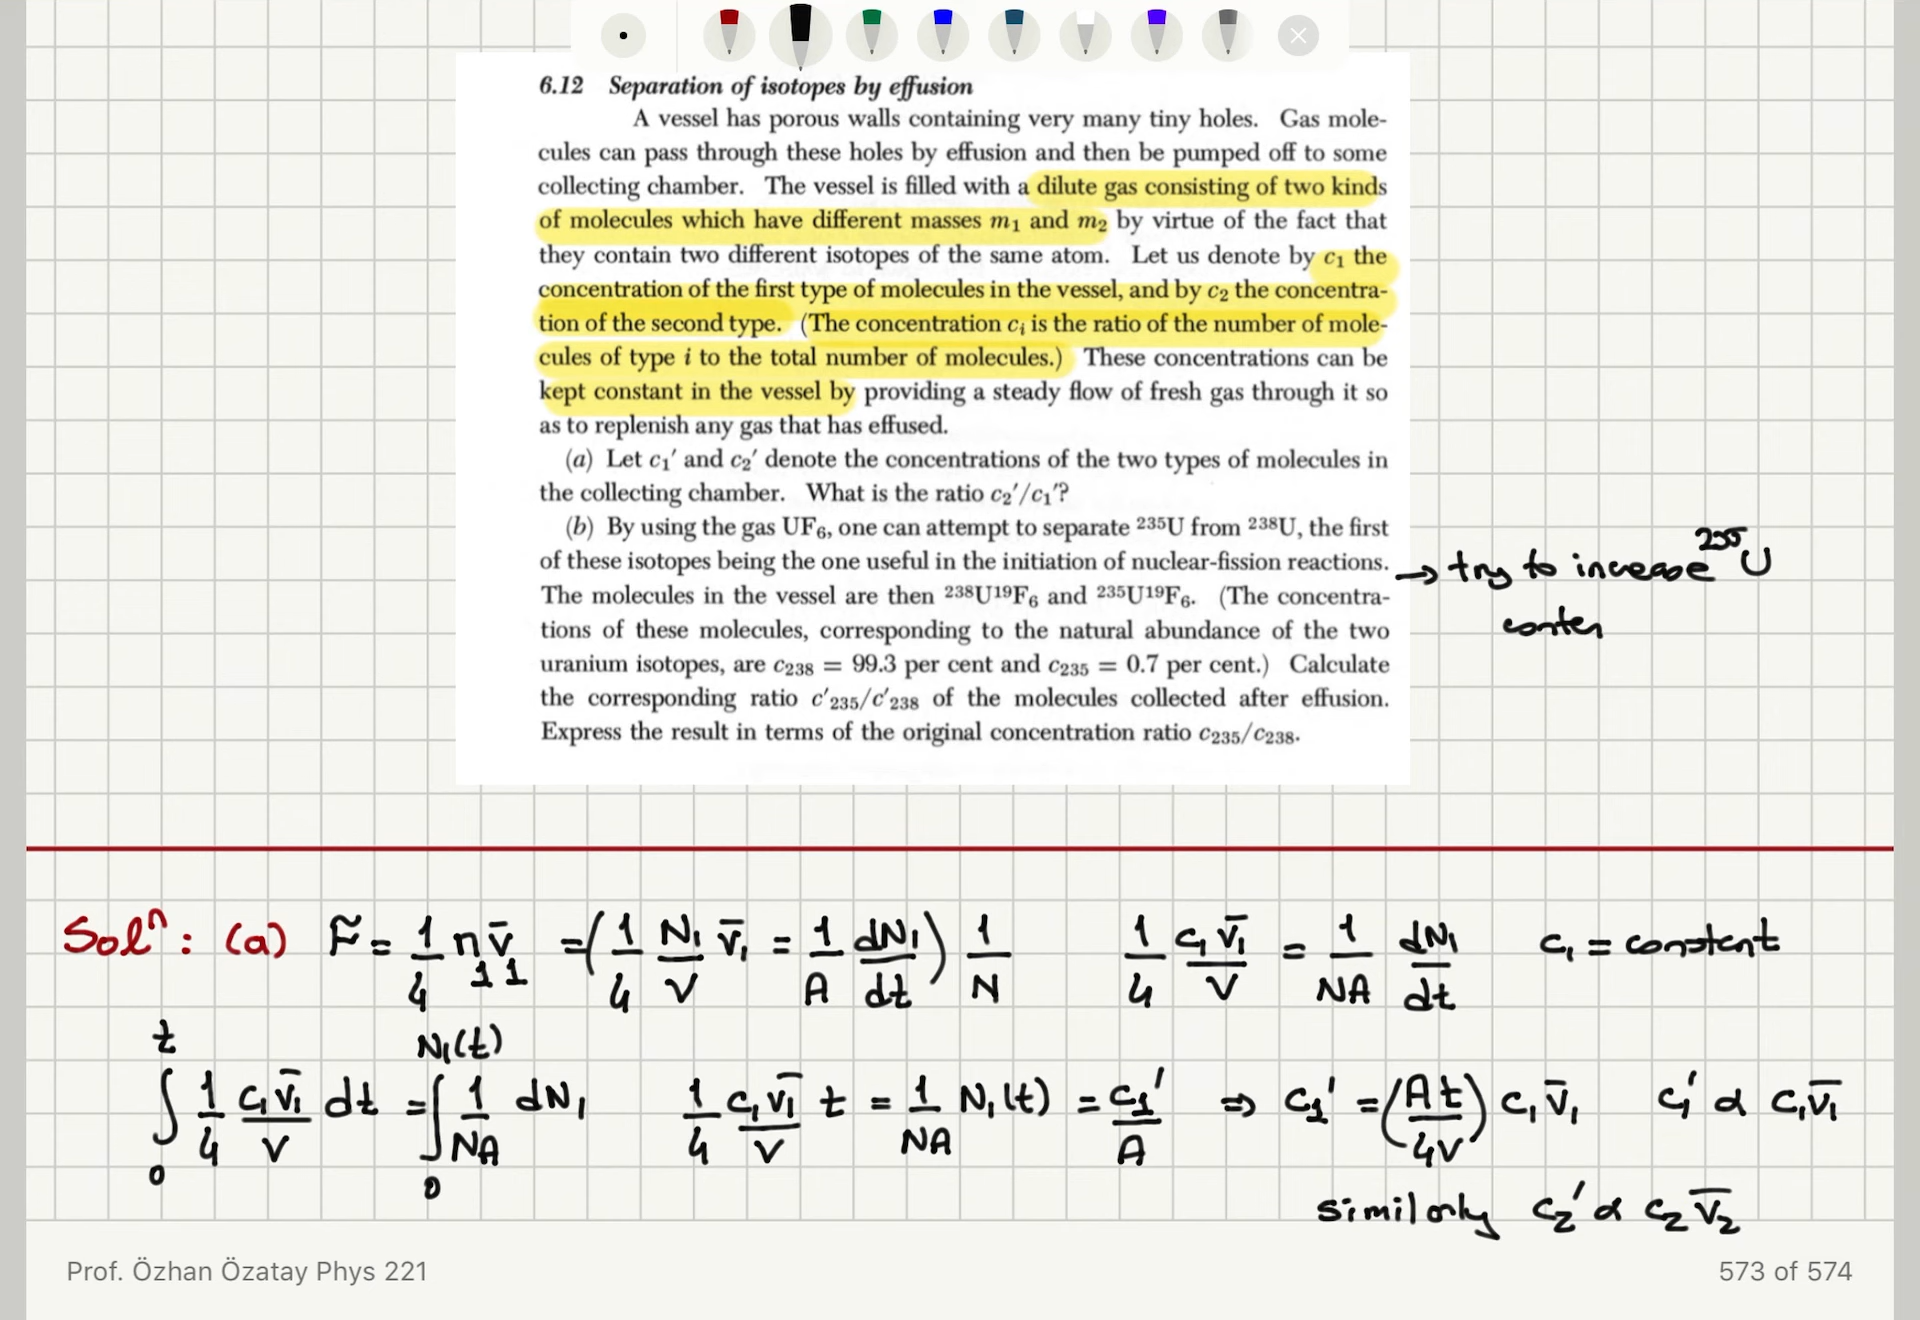 6.12 Separation of isotopes by effusion
A vessel has porous walls containing very many tiny holes. Gas mole-
cules can pass through these holes by effusion and then be pumped off to some
collecting chamber. The vessel is filled with a dilute gas consisting of two kinds
of molecules which have different masses m₁ and m₂ by virtue of the fact that
they contain two different isotopes of the same atom. Let us denote by c₁ the
concentration of the first type of molecules in the vessel, and by c₂ the concentra-
tion of the second type. (The concentration cᵢ is the ratio of the number of mole-
cules of type i to the total number of molecules.) These concentrations can be
kept constant in the vessel by providing a steady flow of fresh gas through it so
as to replenish any gas that has effused.
(a) Let c₁′ and c₂′ denote the concentrations of the two types of molecules in
the collecting chamber. What is the ratio c₂′/c₁′?
(b) By using the gas UF₆, one can attempt to separate ²³⁵U from ²³⁸U, the first
of these isotopes being the one useful in the initiation of nuclear-fission reactions.
The molecules in the vessel are then ²³⁸U¹⁹F₆ and ²³⁵U¹⁹F₆. (The concentra-
tions of these molecules, corresponding to the natural abundance of the two
uranium isotopes, are c₂₃₈ = 99.3 per cent and c₂₃₅ = 0.7 per cent.) Calculate
the corresponding ratio c′₂₃₅/c′₂₃₈ of the molecules collected after effusion.
Express the result in terms of the original concentration ratio c₂₃₅/c₂₃₈.
→ try to increase ²³⁵U
conten
Solⁿ: (a) F̃ = 1/4 n₁v̄₁ = (1/4 N₁/V v̄₁ = 1/A dN₁/dt) 1/N 1/4 c₁v̄₁/V = 1/NA dN₁/dt c₁ = constant
∫₀ᵗ 1/4 c₁v̄₁/V dt = ∫₀^N₁(t) 1/NA dN₁ 1/4 c₁v̄₁/V t = 1/NA N₁(t) = c₁′/A ⇒ c₁′ = (At/4V) c₁v̄₁ c₁′ α c₁v̄₁
similarly c₂′ α c₂v̄₂
Prof. Özhan Özatay Phys 221
573 of 574